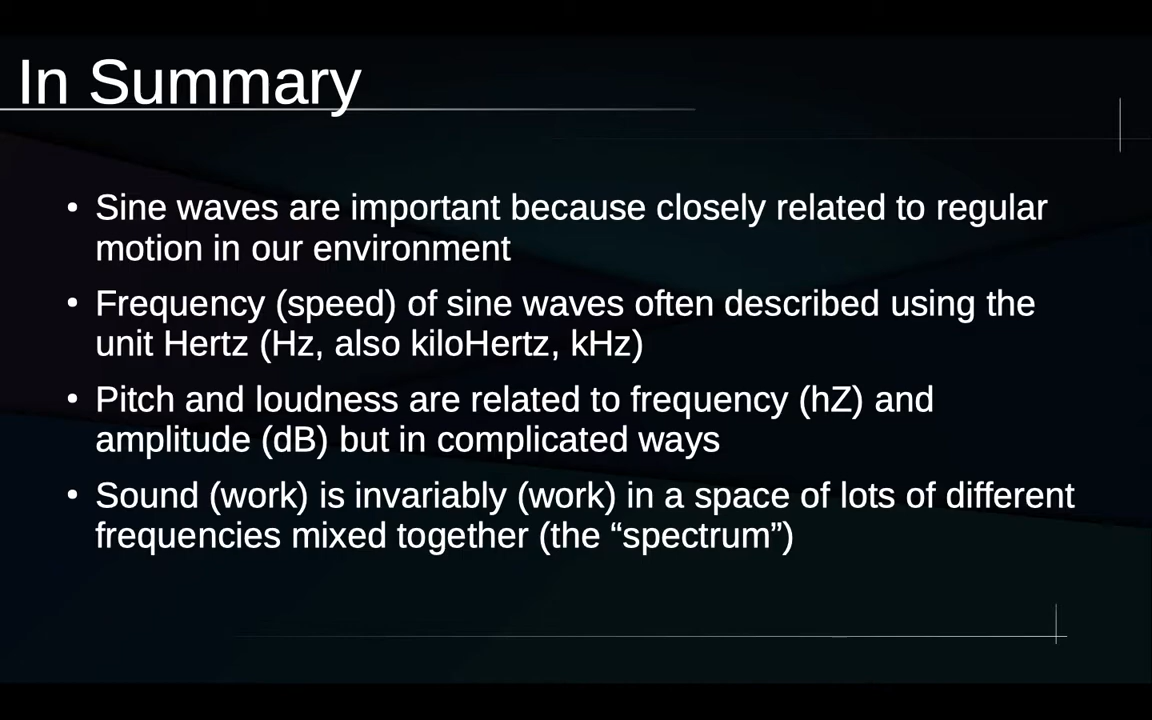 In Summary
• Sine waves are important because closely related to regular
motion in our environment
• Frequency (speed) of sine waves often described using the
unit Hertz (Hz, also kiloHertz, kHz)
• Pitch and loudness are related to frequency (hZ) and
amplitude (dB) but in complicated ways
• Sound (work) is invariably (work) in a space of lots of different
frequencies mixed together (the “spectrum”)